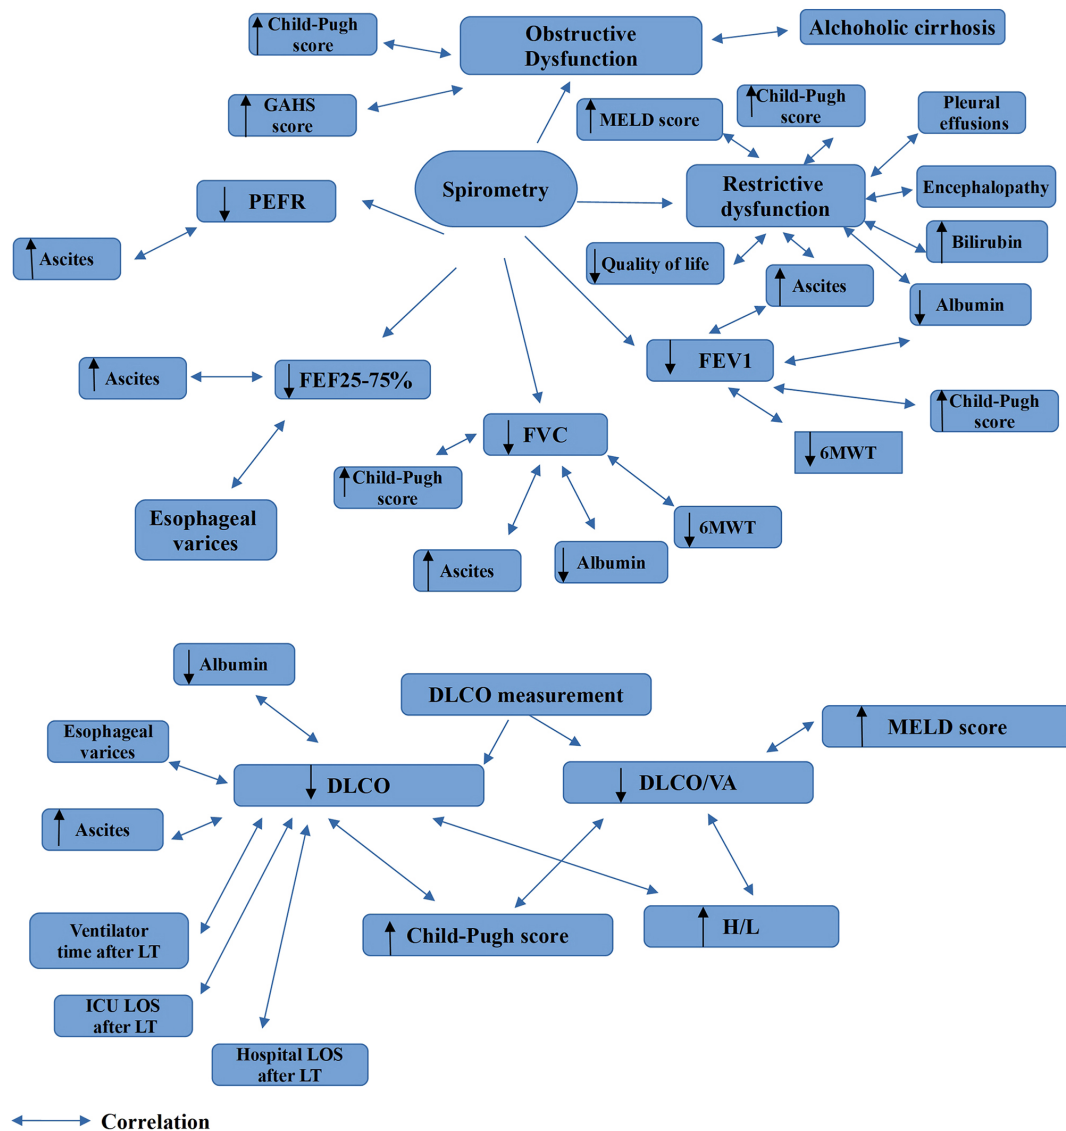 Child-Pugh
score
Obstructive
Dysfunction
Alchoholic cirrhosis
GAHS
score
MELD score
Child-Pugh
score
Pleural
effusions
Spirometry
PEFR
Restrictive
dysfunction
Encephalopathy
Bilirubin
Ascites
Quality of life
Ascites
Albumin
FEV1
Ascites
FEF25-75%
Child-Pugh
score
FVC
6MWT
Child-Pugh
score
Esophageal
varices
6MWT
Ascites
Albumin
Albumin
DLCO measurement
MELD score
Esophageal
varices
DLCO
DLCO/VA
Ascites
Ventilator
time after LT
Child-Pugh score
H/L
ICU LOS
after LT
Hospital LOS
after LT
Correlation